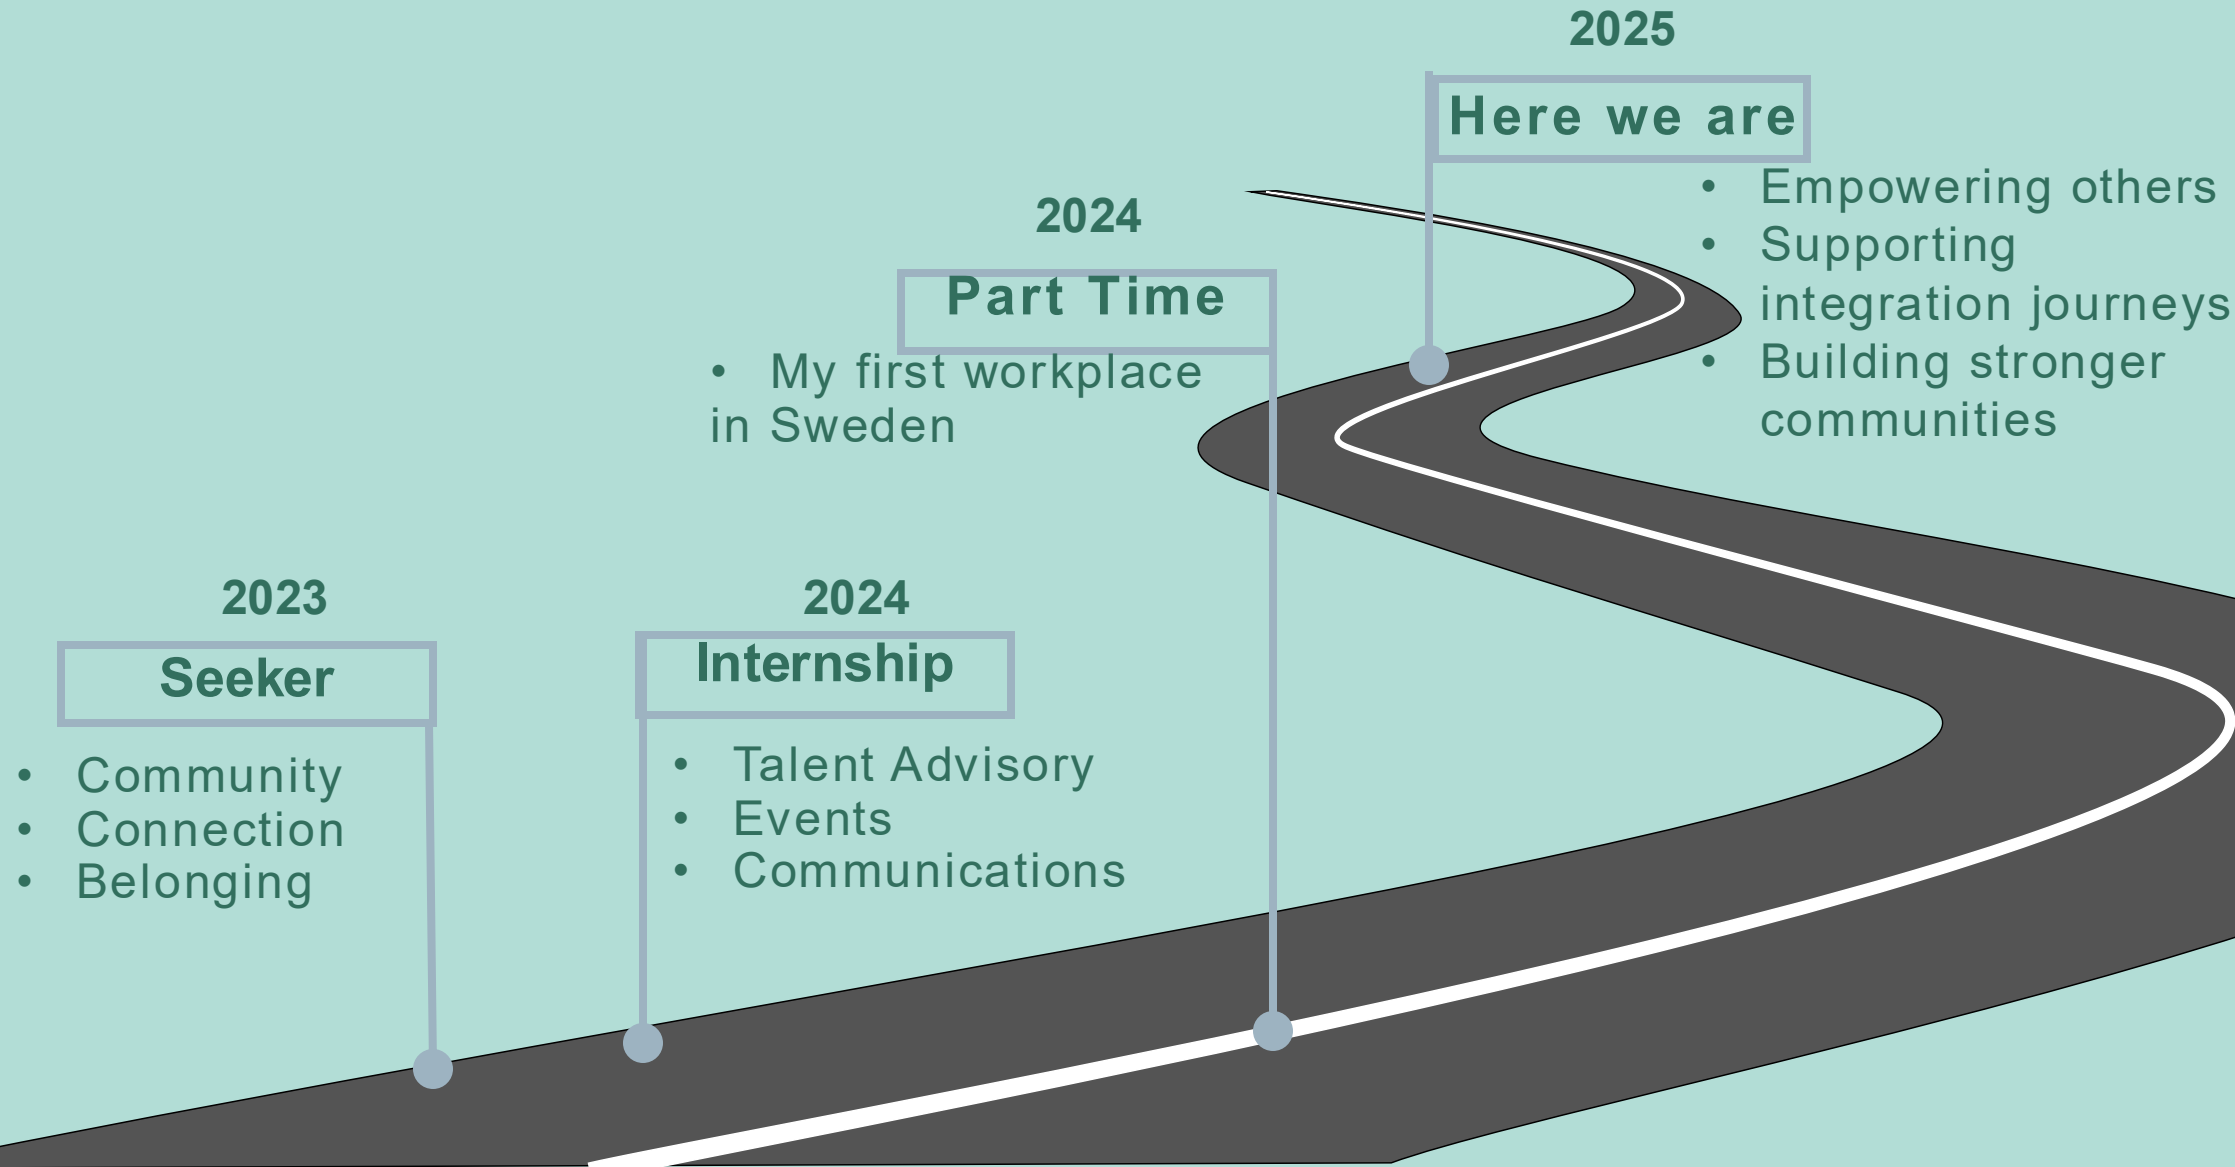 2023
Seeker
• Community
• Connection
• Belonging
2024
Internship
• Talent Advisory
• Events
• Communications
2024
Part Time
• My first workplace
in Sweden
2025
Here we are
• Empowering others
• Supporting
integration journeys
• Building stronger
communities